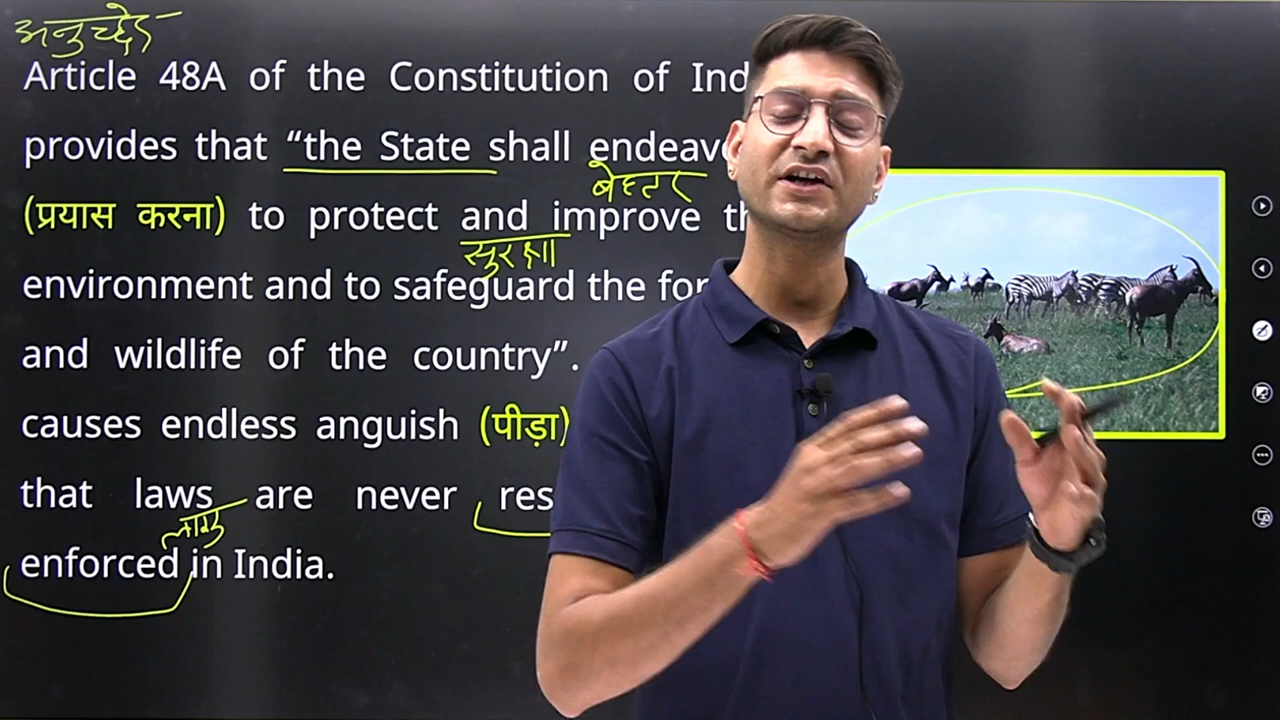 अनुच्छेद
Article 48A of the Constitution of Ind
provides that “the State shall endeav
बेहतर
(प्रयास करना) to protect and improve th
सुरक्षा
environment and to safeguard the for
and wildlife of the country”.
causes endless anguish (पीड़ा)
that laws are never res
लागु
enforced in India.